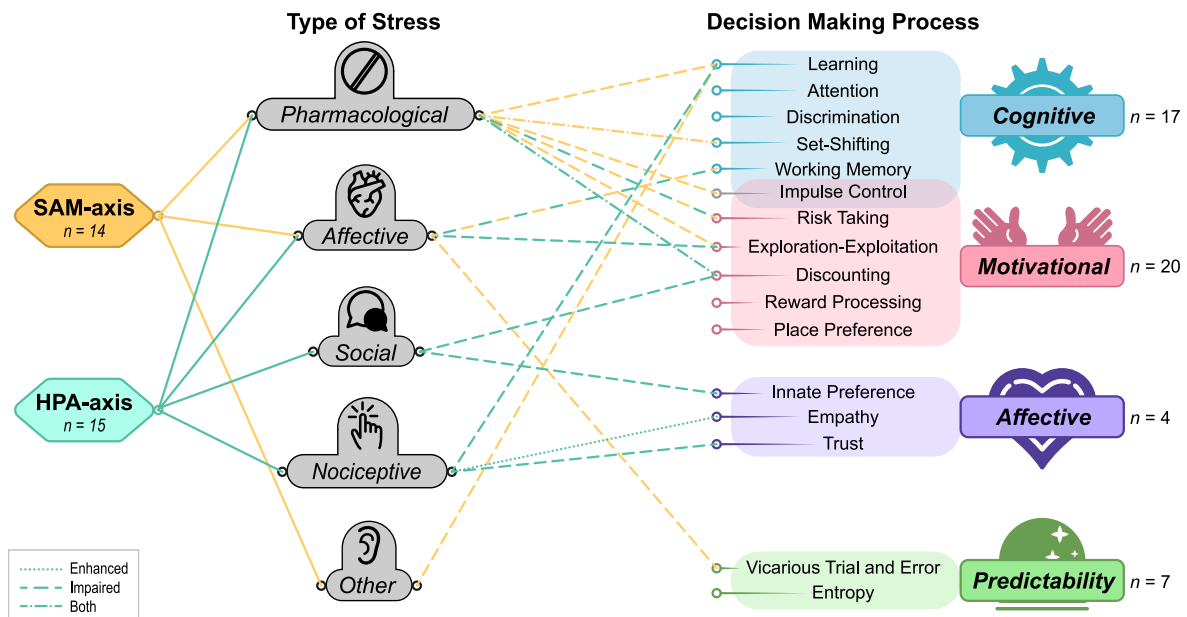 Type of Stress
Decision Making Process
Pharmacological
Affective
Social
Nociceptive
Other
SAM-axis
n = 14
HPA-axis
n = 15
Enhanced
Impaired
Both
Learning
Attention
Discrimination
Set-Shifting
Working Memory
Impulse Control
Risk Taking
Exploration-Exploitation
Discounting
Reward Processing
Place Preference
Innate Preference
Empathy
Trust
Vicarious Trial and Error
Entropy
Cognitive
n = 17
Motivational
n = 20
Affective
n = 4
Predictability
n = 7